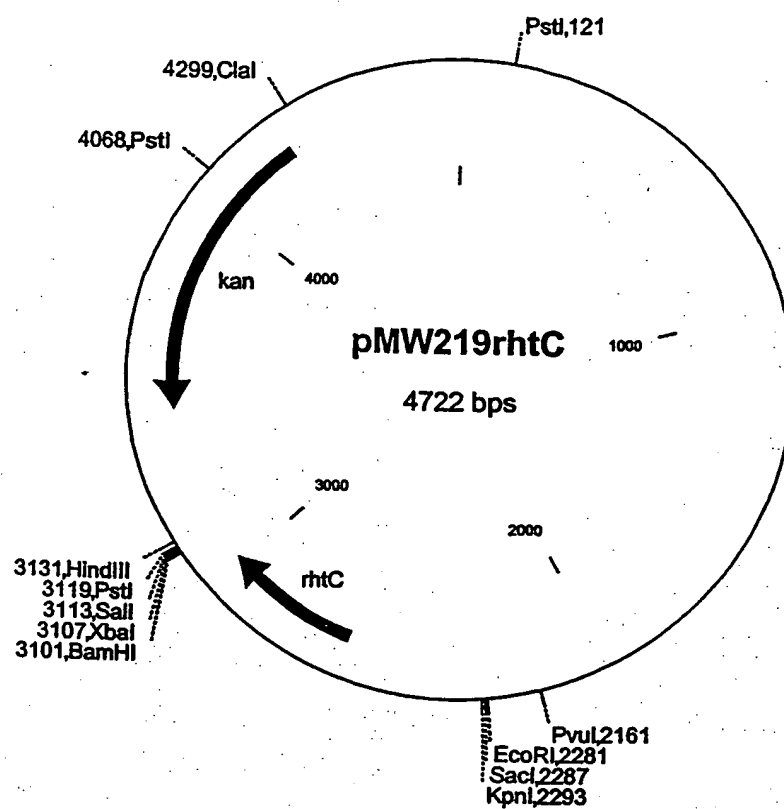 PstI,121
4299,ClaI
4068,PstI
kan
4000
pMW219rhtC
1000
4722 bps
3000
2000
rhtC
3131,HindIII
3119,PstI
3113,SalI
3107,XbaI
3101,BamHI
PvuI,2161
EcoRI,2281
SacI,2287
KpnI,2293